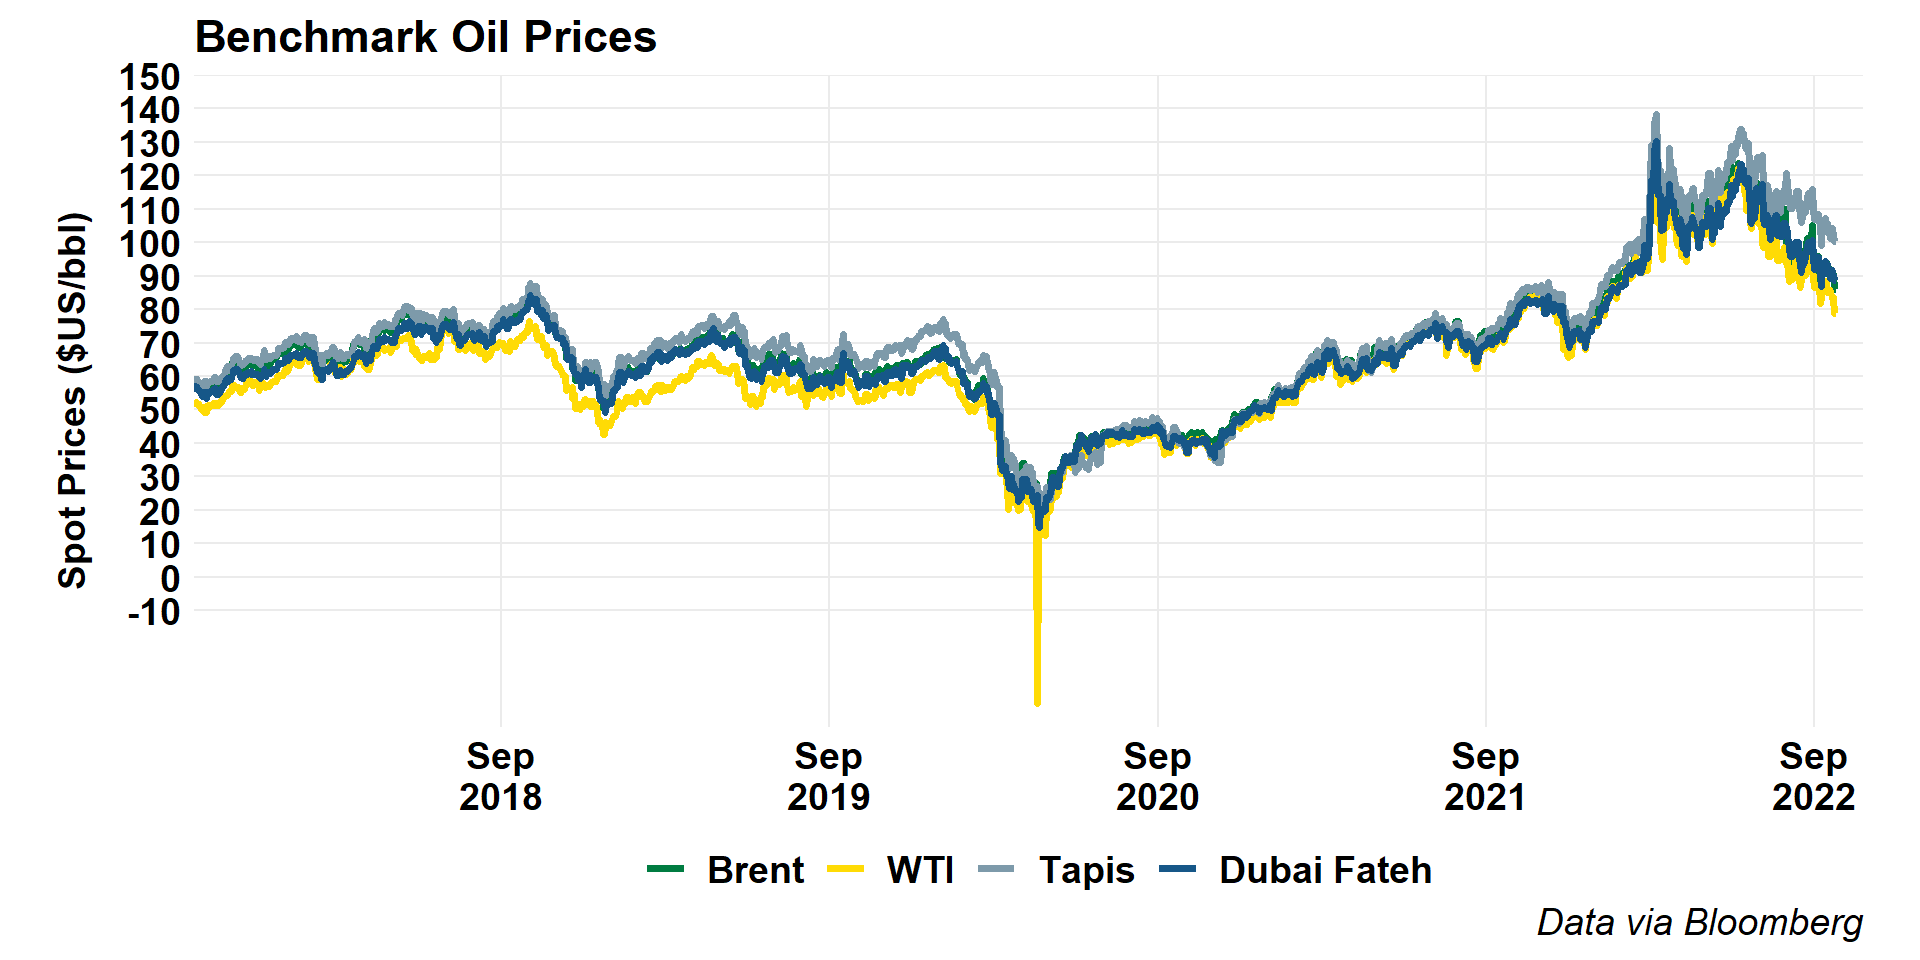 Benchmark Oil Prices
Spot Prices ($US/bbl)
150
140
130
120
110
100
90
80
70
60
50
40
30
20
10
0
-10
Sep 2018
Sep 2019
Sep 2020
Sep 2021
Sep 2022
Brent WTI Tapis Dubai Fateh
Data via Bloomberg